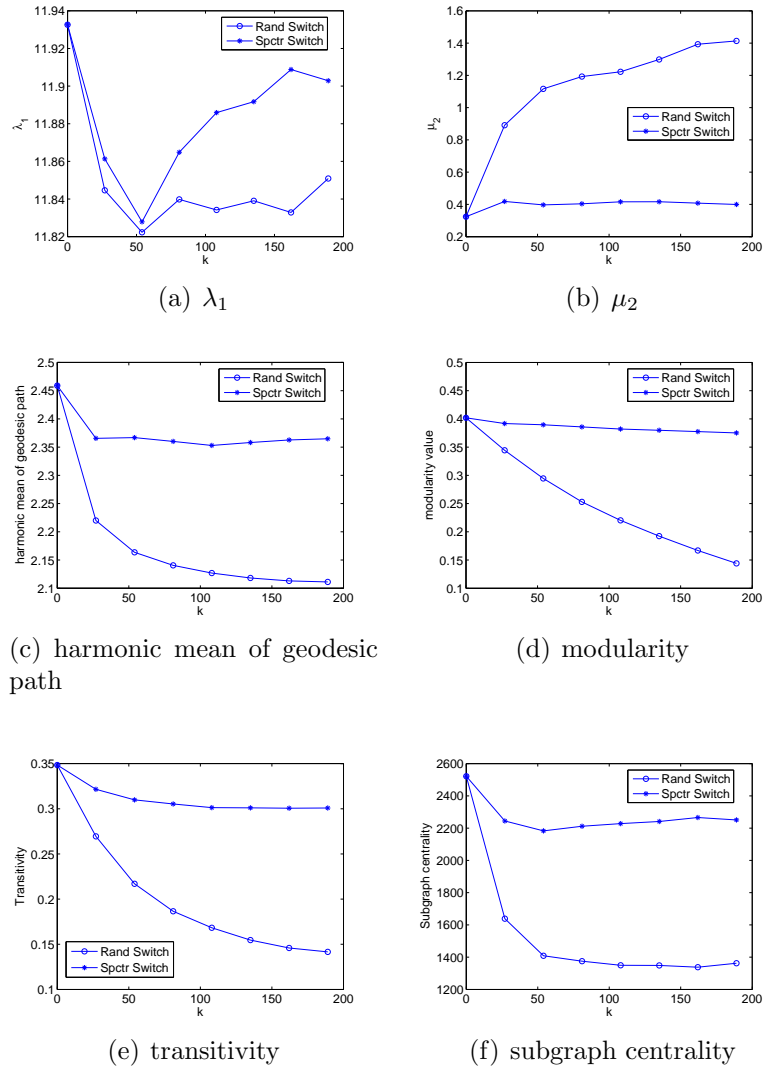 11.94
11.92
11.9
11.88
11.86
11.84
11.82
λ1
0
50
100
150
200
k
Rand Switch
Spctr Switch
(a) λ1
1.6
1.4
1.2
1
0.8
0.6
0.4
0.2
μ2
0
50
100
150
200
k
Rand Switch
Spctr Switch
(b) μ2
2.5
2.45
2.4
2.35
2.3
2.25
2.2
2.15
2.1
harmonic mean of geodesic path
0
50
100
150
200
k
Rand Switch
Spctr Switch
(c) harmonic mean of geodesic
path
0.5
0.45
0.4
0.35
0.3
0.25
0.2
0.15
0.1
modularity value
0
50
100
150
200
k
Rand Switch
Spctr Switch
(d) modularity
0.35
0.3
0.25
0.2
0.15
0.1
Transitivity
0
50
100
150
200
k
Rand Switch
Spctr Switch
(e) transitivity
2600
2400
2200
2000
1800
1600
1400
1200
Subgraph centrality
0
50
100
150
200
k
Rand Switch
Spctr Switch
(f) subgraph centrality